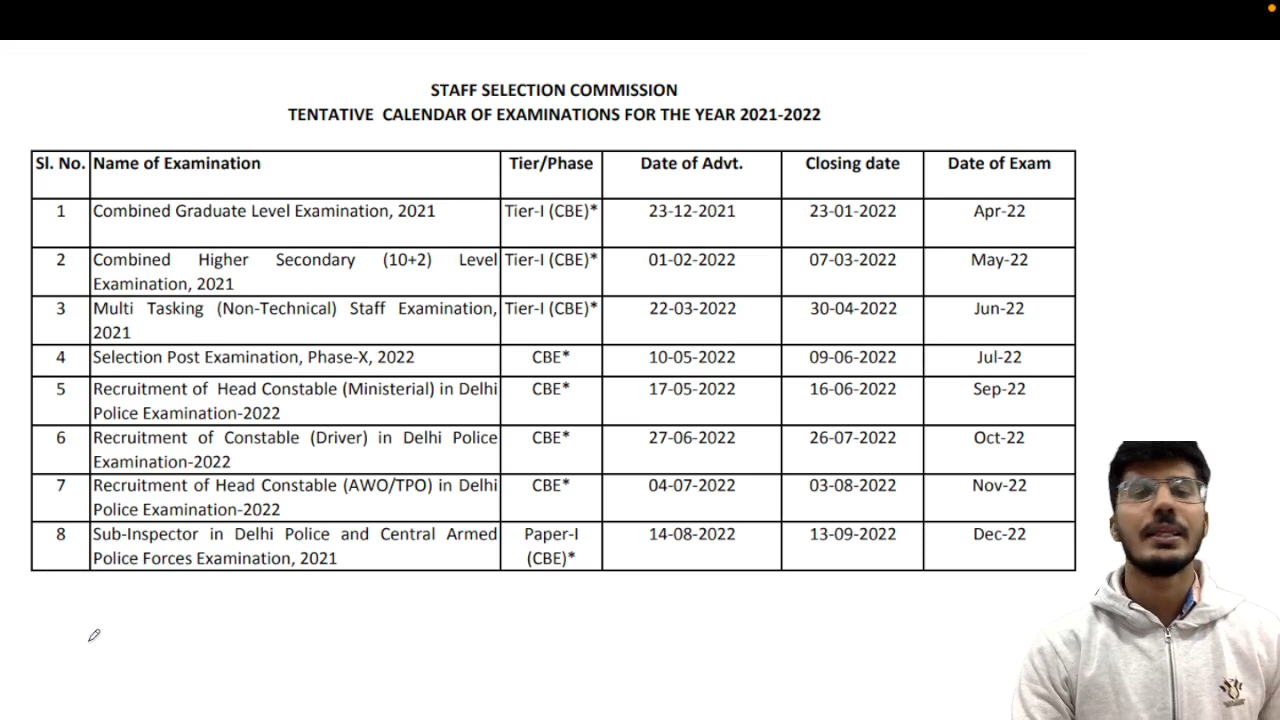 STAFF SELECTION COMMISSION
TENTATIVE CALENDAR OF EXAMINATIONS FOR THE YEAR 2021-2022
Sl. No. Name of Examination Tier/Phase Date of Advt. Closing date Date of Exam
1 Combined Graduate Level Examination, 2021 Tier-I (CBE)* 23-12-2021 23-01-2022 Apr-22
2 Combined Higher Secondary (10+2) Level Tier-I (CBE)* 01-02-2022 07-03-2022 May-22
Examination, 2021
3 Multi Tasking (Non-Technical) Staff Examination, Tier-I (CBE)* 22-03-2022 30-04-2022 Jun-22
2021
4 Selection Post Examination, Phase-X, 2022 CBE* 10-05-2022 09-06-2022 Jul-22
5 Recruitment of Head Constable (Ministerial) in Delhi CBE* 17-05-2022 16-06-2022 Sep-22
Police Examination-2022
6 Recruitment of Constable (Driver) in Delhi Police CBE* 27-06-2022 26-07-2022 Oct-22
Examination-2022
7 Recruitment of Head Constable (AWO/TPO) in Delhi CBE* 04-07-2022 03-08-2022 Nov-22
Police Examination-2022
8 Sub-Inspector in Delhi Police and Central Armed Paper-I 14-08-2022 13-09-2022 Dec-22
Police Forces Examination, 2021 (CBE)*